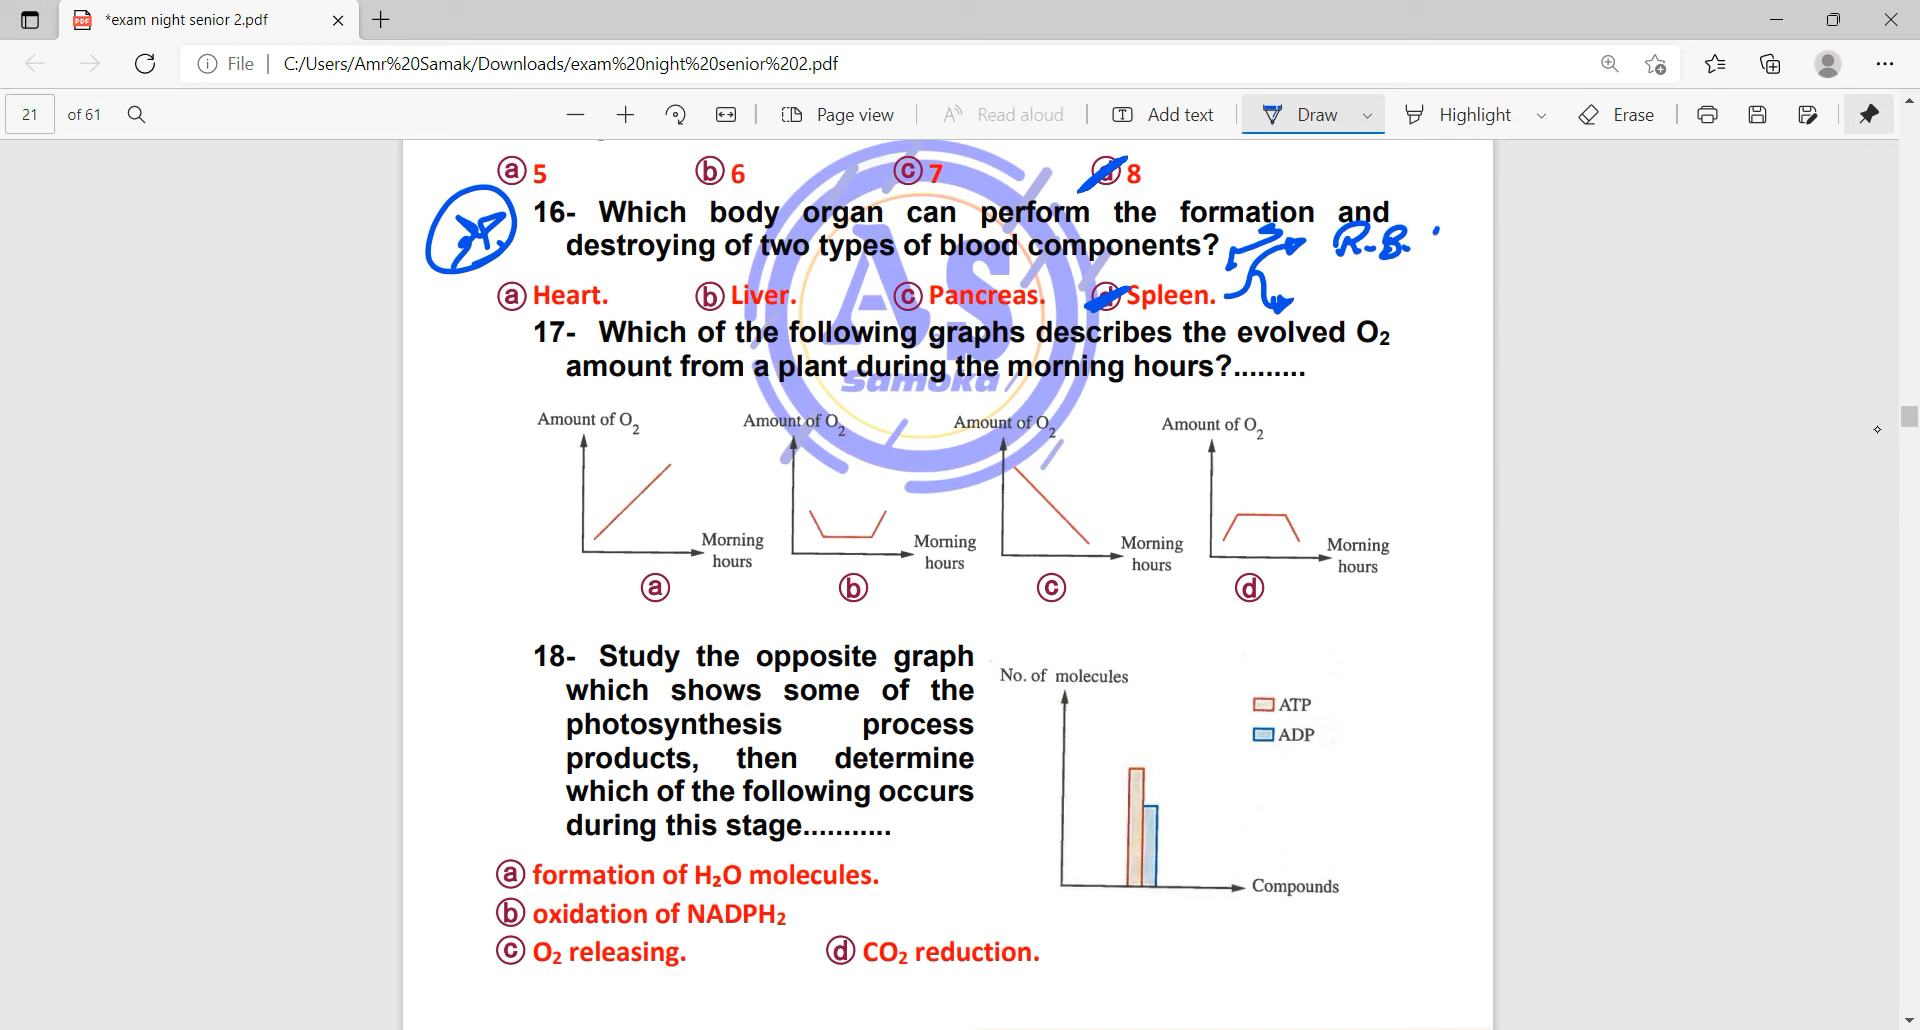 *exam night senior 2.pdf
File
C:/Users/Amr%20Samak/Downloads/exam%20night%20senior%202.pdf
21 of 61
Page view
Read aloud
Add text
Draw
Highlight
Erase
ⓐ 5 ⓑ 6 ⓒ 7 ⓓ 8
16- Which body organ can perform the formation and
destroying of two types of blood components?
R.B.
ⓐ Heart. ⓑ Liver. ⓒ Pancreas. ⓓ Spleen.
17- Which of the following graphs describes the evolved O₂
amount from a plant during the morning hours?.........
AS
Samoka
Amount of O₂ Amount of O₂ Amount of O₂ Amount of O₂
Morning hours Morning hours Morning hours Morning hours
ⓐ ⓑ ⓒ ⓓ
18- Study the opposite graph
which shows some of the
photosynthesis process
products, then determine
which of the following occurs
during this stage...........
No. of molecules
ATP
ADP
Compounds
ⓐ formation of H₂O molecules.
ⓑ oxidation of NADPH₂
ⓒ O₂ releasing. ⓓ CO₂ reduction.